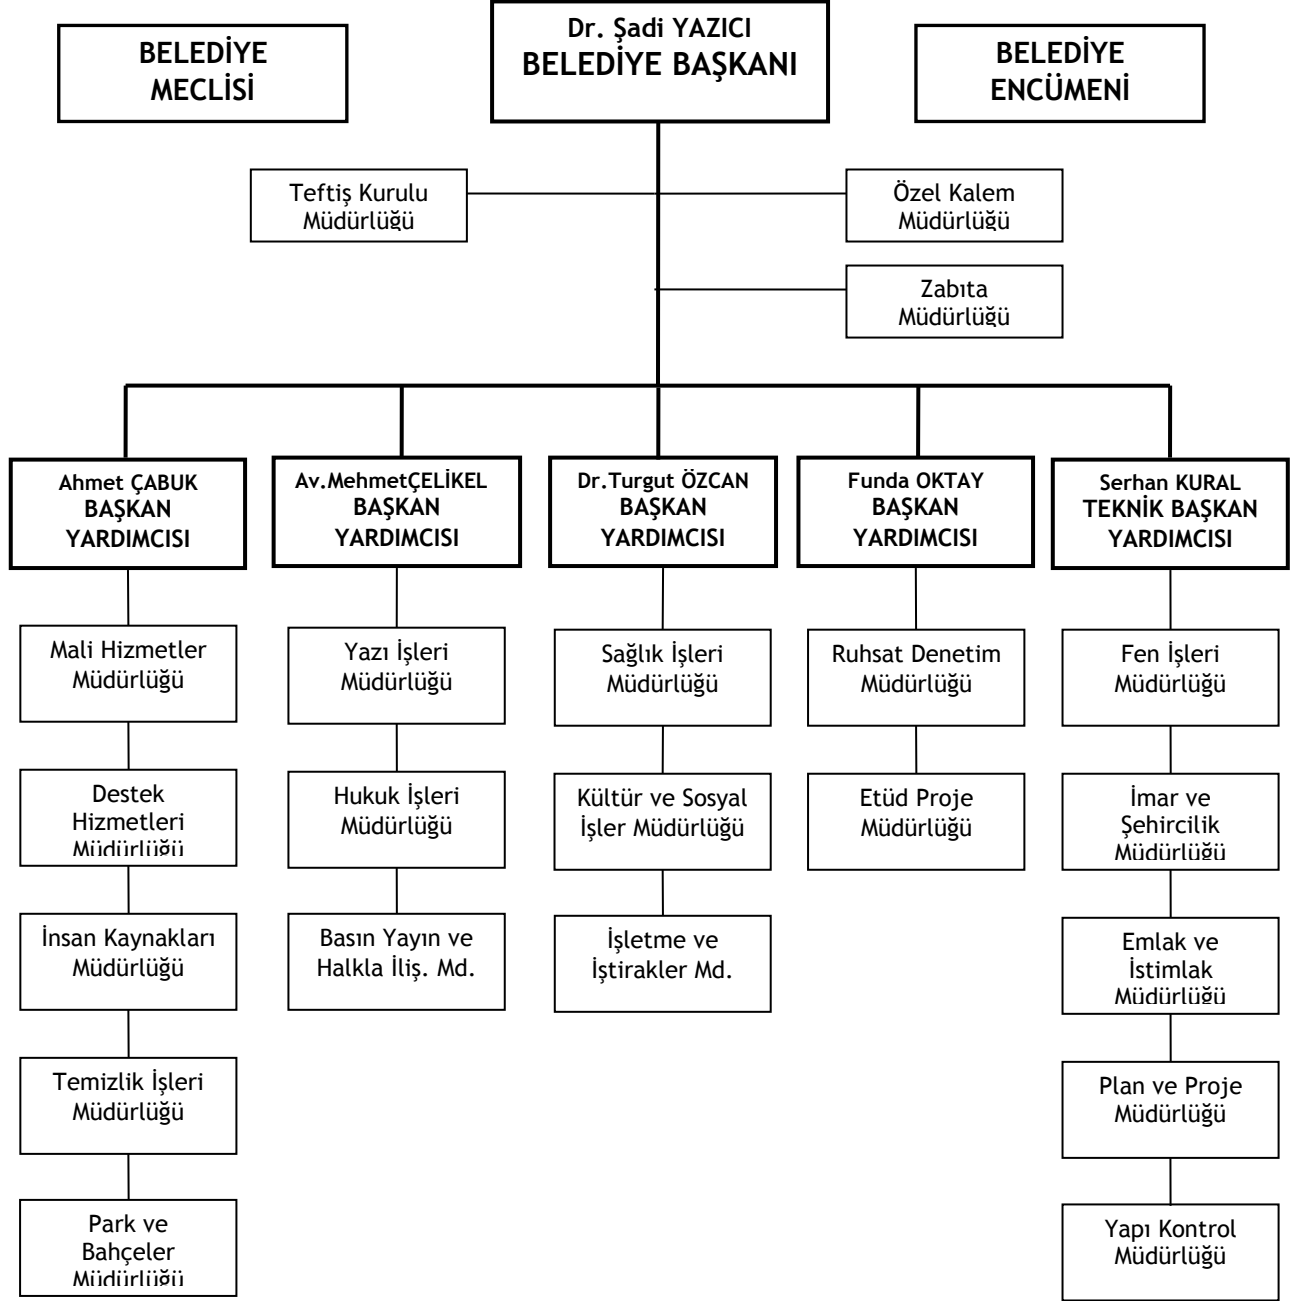 BELEDİYE
MECLİSİ
Dr. Şadi YAZICI
BELEDİYE BAŞKANI
BELEDİYE
ENCÜMENİ
Teftiş Kurulu
Müdürlüğü
Özel Kalem
Müdürlüğü
Zabıta
Müdürlüğü
Ahmet ÇABUK
BAŞKAN
YARDIMCISI
Av.MehmetÇELİKEL
BAŞKAN
YARDIMCISI
Dr.Turgut ÖZCAN
BAŞKAN
YARDIMCISI
Funda OKTAY
BAŞKAN
YARDIMCISI
Serhan KURAL
TEKNİK BAŞKAN
YARDIMCISI
Mali Hizmetler
Müdürlüğü
Yazı İşleri
Müdürlüğü
Sağlık İşleri
Müdürlüğü
Ruhsat Denetim
Müdürlüğü
Fen İşleri
Müdürlüğü
Destek
Hizmetleri
Müdürlüğü
Hukuk İşleri
Müdürlüğü
Kültür ve Sosyal
İşler Müdürlüğü
Etüd Proje
Müdürlüğü
İmar ve
Şehircilik
Müdürlüğü
İnsan Kaynakları
Müdürlüğü
Basın Yayın ve
Halkla İliş. Md.
İşletme ve
İştirakler Md.
Emlak ve
İstimlak
Müdürlüğü
Temizlik İşleri
Müdürlüğü
Plan ve Proje
Müdürlüğü
Park ve
Bahçeler
Müdürlüğü
Yapı Kontrol
Müdürlüğü